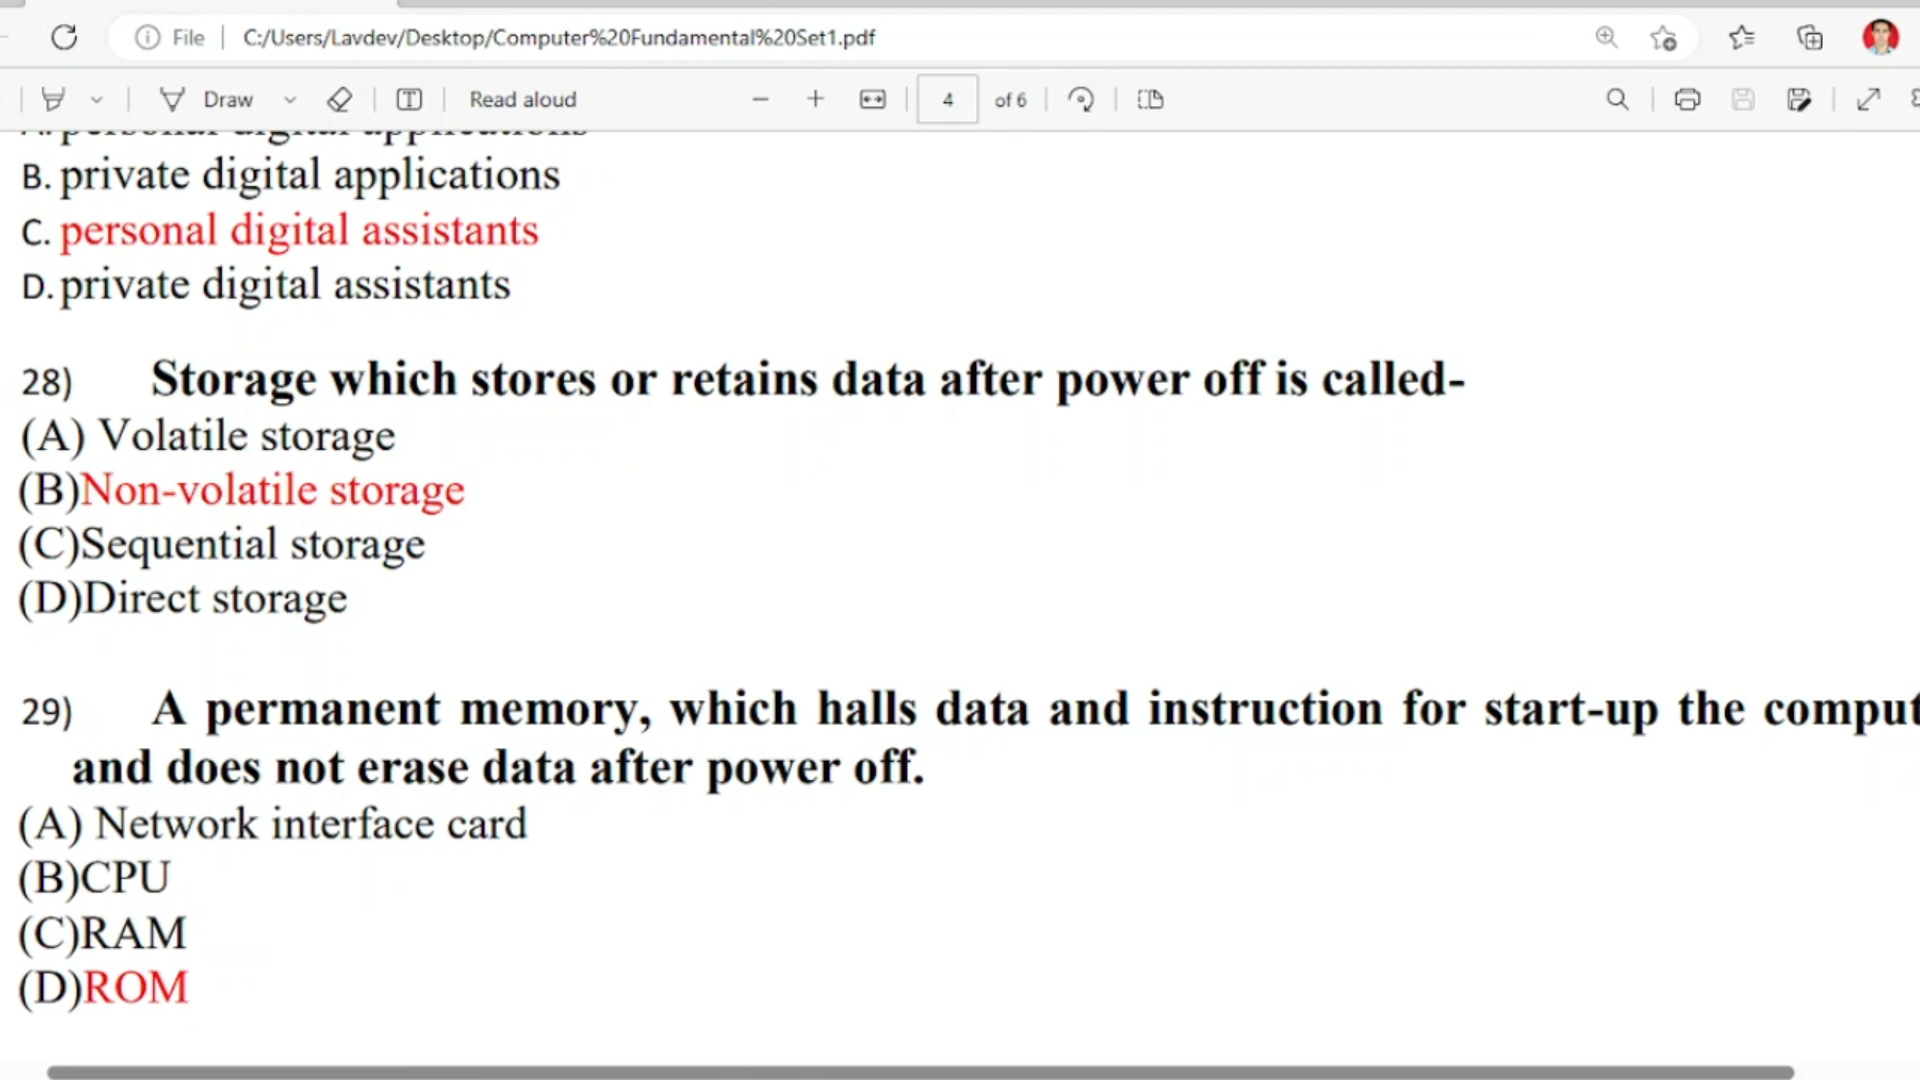 File C:/Users/Lavdev/Desktop/Computer%20Fundamental%20Set1.pdf
Draw Read aloud 4 of 6
A. personal digital applications
B. private digital applications
C. personal digital assistants
D. private digital assistants
28) Storage which stores or retains data after power off is called-
(A) Volatile storage
(B)Non-volatile storage
(C)Sequential storage
(D)Direct storage
29) A permanent memory, which halls data and instruction for start-up the comput
and does not erase data after power off.
(A) Network interface card
(B)CPU
(C)RAM
(D)ROM